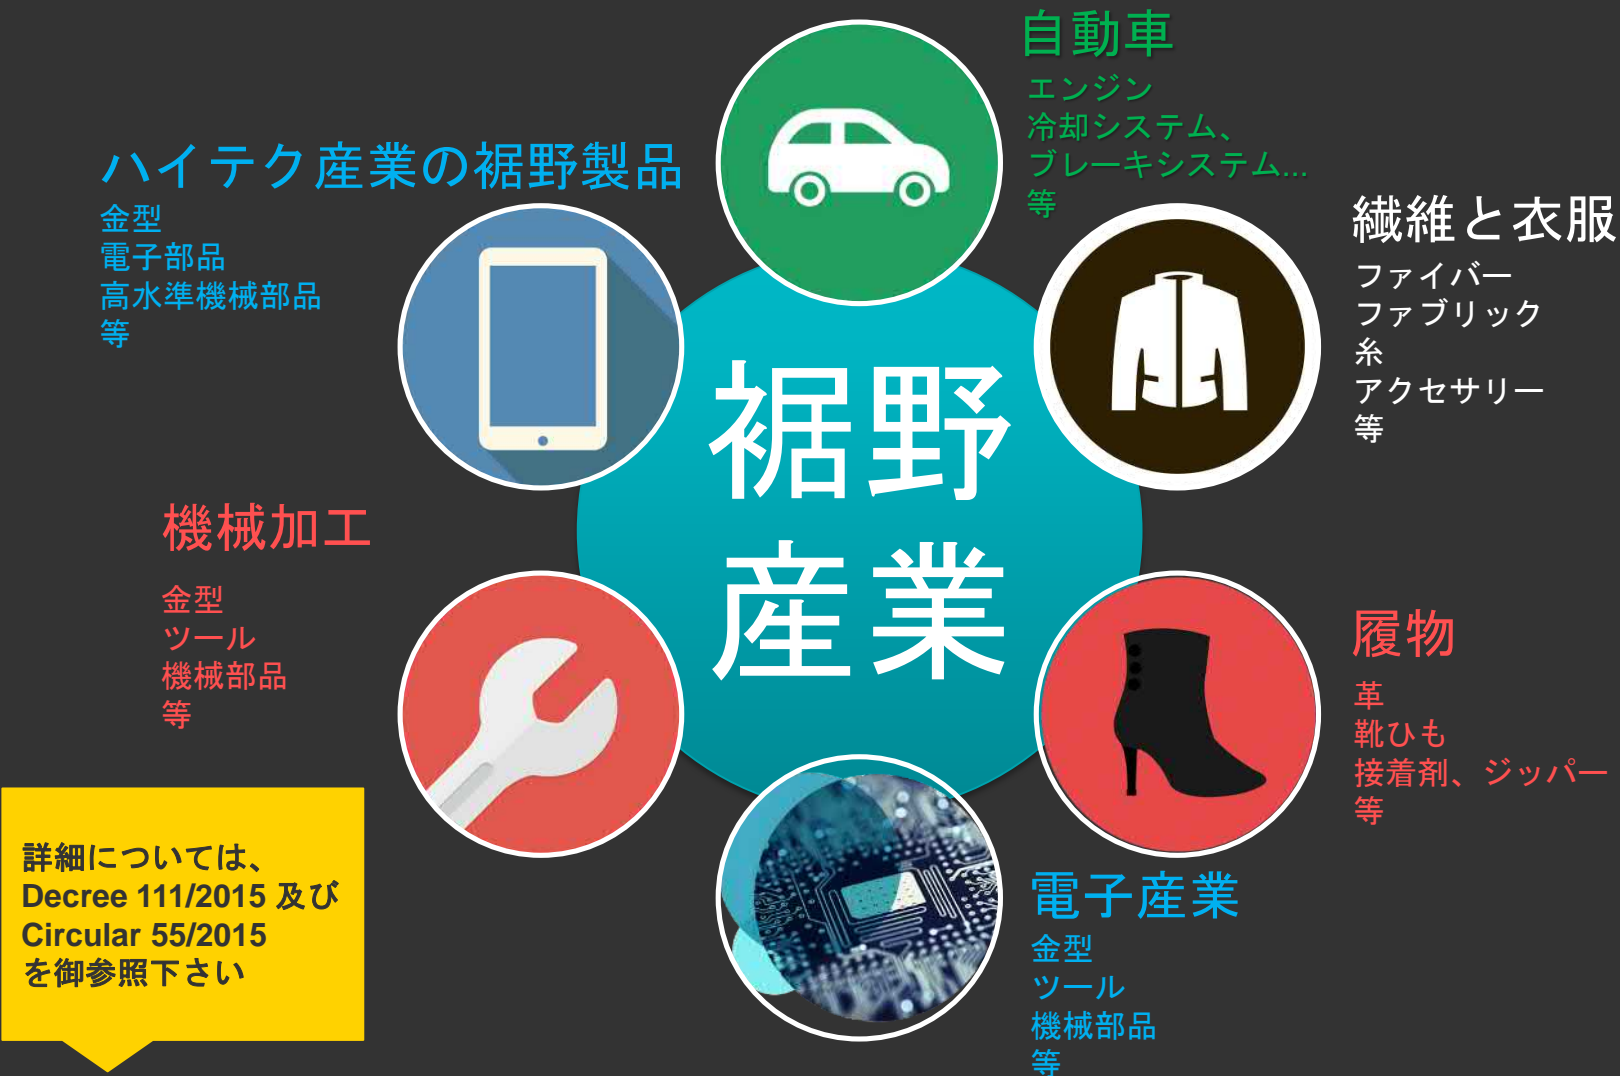 自動車
エンジン
冷却システム、
ブレーキシステム...
等
ハイテク産業の裾野製品
金型
電子部品
高水準機械部品
等
繊維と衣服
ファイバー
ファブリック
糸
アクセサリー
等
裾野
産業
機械加工
金型
ツール
機械部品
等
履物
革
靴ひも
接着剤、ジッパー
等
詳細については、
Decree 111/2015 及び
Circular 55/2015
を御参照下さい
電子産業
金型
ツール
機械部品
等